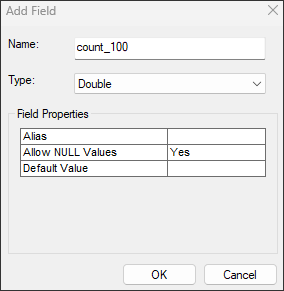 Add Field
Name:
count_100
Type:
Double
Field Properties
Alias
Allow NULL Values Yes
Default Value
OK Cancel